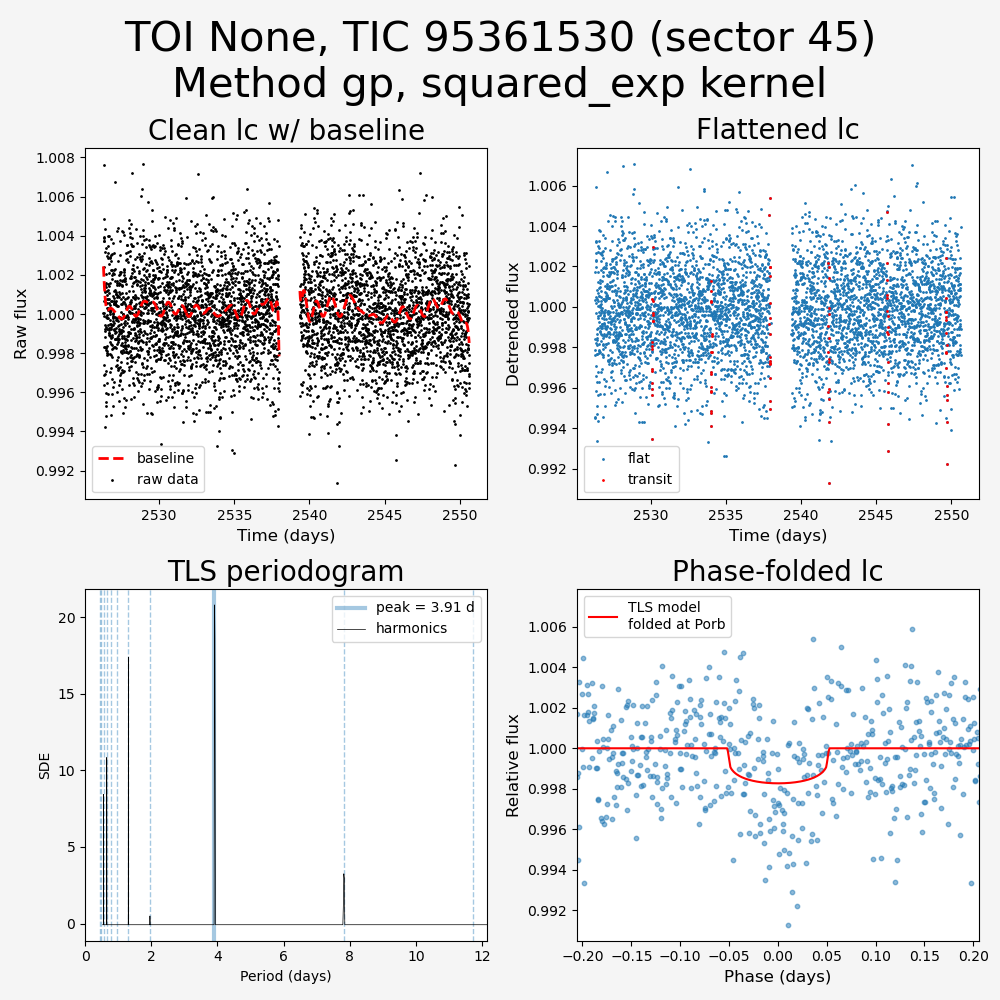 TOI None, TIC 95361530 (sector 45)
Method gp, squared_exp kernel
Clean lc w/ baseline
Raw flux
1.008
1.006
1.004
1.002
1.000
0.998
0.996
0.994
0.992
baseline
raw data
2530
2535
2540
2545
2550
Time (days)
Flattened lc
Detrended flux
1.006
1.004
1.002
1.000
0.998
0.996
0.994
0.992
flat
transit
2530
2535
2540
2545
2550
Time (days)
TLS periodogram
SDE
20
15
10
5
0
peak = 3.91 d
harmonics
0
2
4
6
8
10
12
Period (days)
Phase-folded lc
Relative flux
1.006
1.004
1.002
1.000
0.998
0.996
0.994
0.992
TLS model
folded at Porb
−0.20
−0.15
−0.10
−0.05
0.00
0.05
0.10
0.15
0.20
Phase (days)